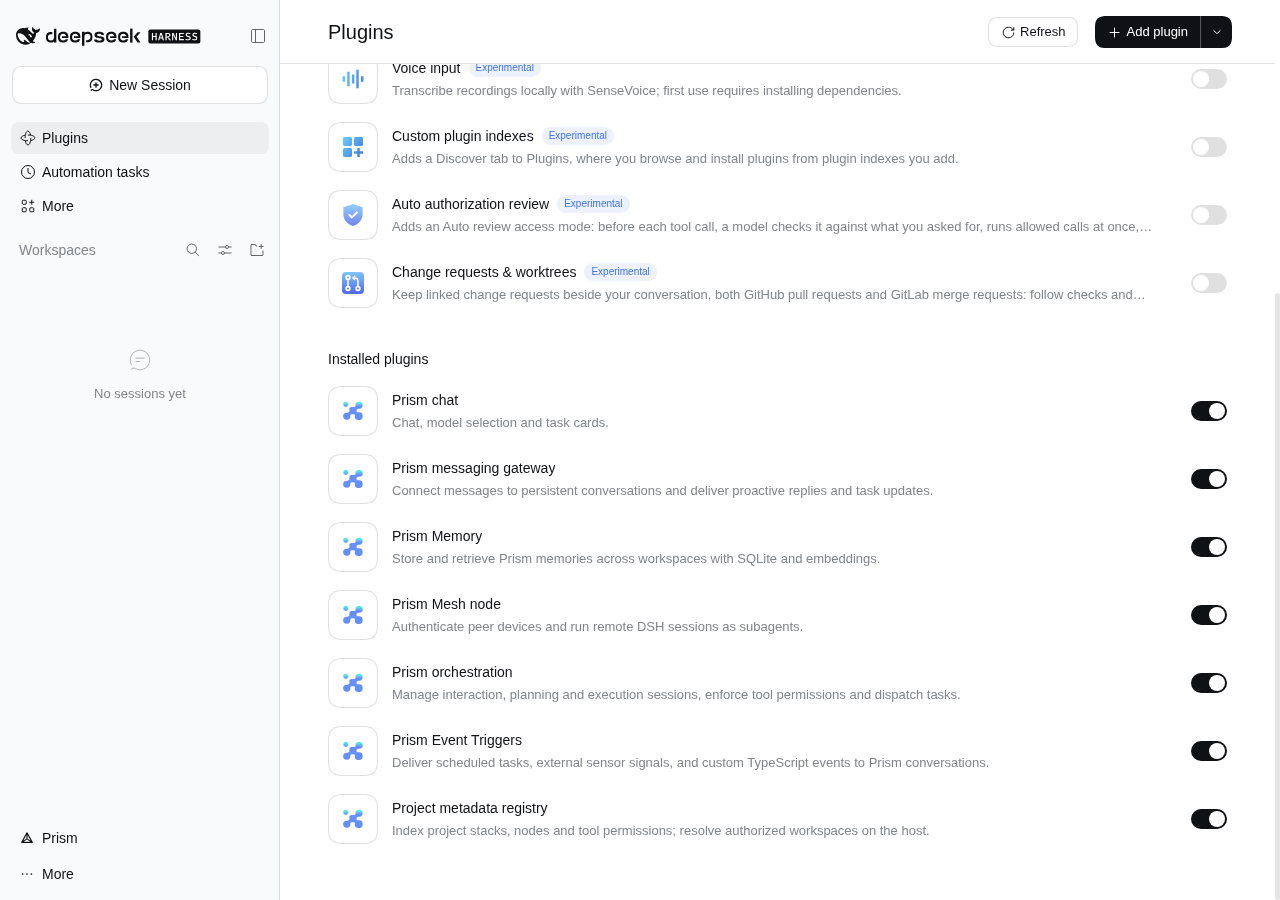 deepseek HARNESS
New Session
Plugins
Automation tasks
More
Workspaces
No sessions yet
Prism
More
Plugins
Refresh
Add plugin
Voice input Experimental
Transcribe recordings locally with SenseVoice; first use requires installing dependencies.
Custom plugin indexes Experimental
Adds a Discover tab to Plugins, where you browse and install plugins from plugin indexes you add.
Auto authorization review Experimental
Adds an Auto review access mode: before each tool call, a model checks it against what you asked for, runs allowed calls at once,…
Change requests & worktrees Experimental
Keep linked change requests beside your conversation, both GitHub pull requests and GitLab merge requests: follow checks and…
Installed plugins
Prism chat
Chat, model selection and task cards.
Prism messaging gateway
Connect messages to persistent conversations and deliver proactive replies and task updates.
Prism Memory
Store and retrieve Prism memories across workspaces with SQLite and embeddings.
Prism Mesh node
Authenticate peer devices and run remote DSH sessions as subagents.
Prism orchestration
Manage interaction, planning and execution sessions, enforce tool permissions and dispatch tasks.
Prism Event Triggers
Deliver scheduled tasks, external sensor signals, and custom TypeScript events to Prism conversations.
Project metadata registry
Index project stacks, nodes and tool permissions; resolve authorized workspaces on the host.